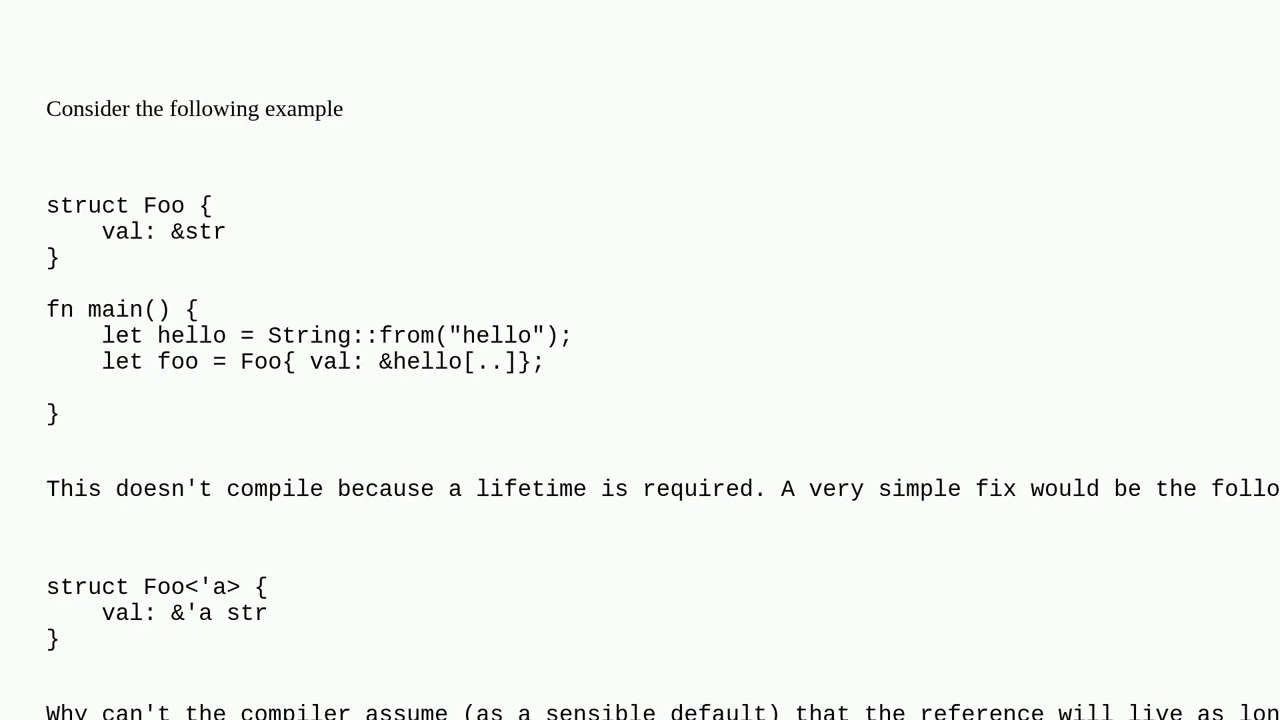 Consider the following example
struct Foo {
    val: &str
}
fn main() {
    let hello = String::from("hello");
    let foo = Foo{ val: &hello[..]};
}
This doesn't compile because a lifetime is required. A very simple fix would be the follo
struct Foo<'a> {
    val: &'a str
}
Why can't the compiler assume (as a sensible default) that the reference will live as lon